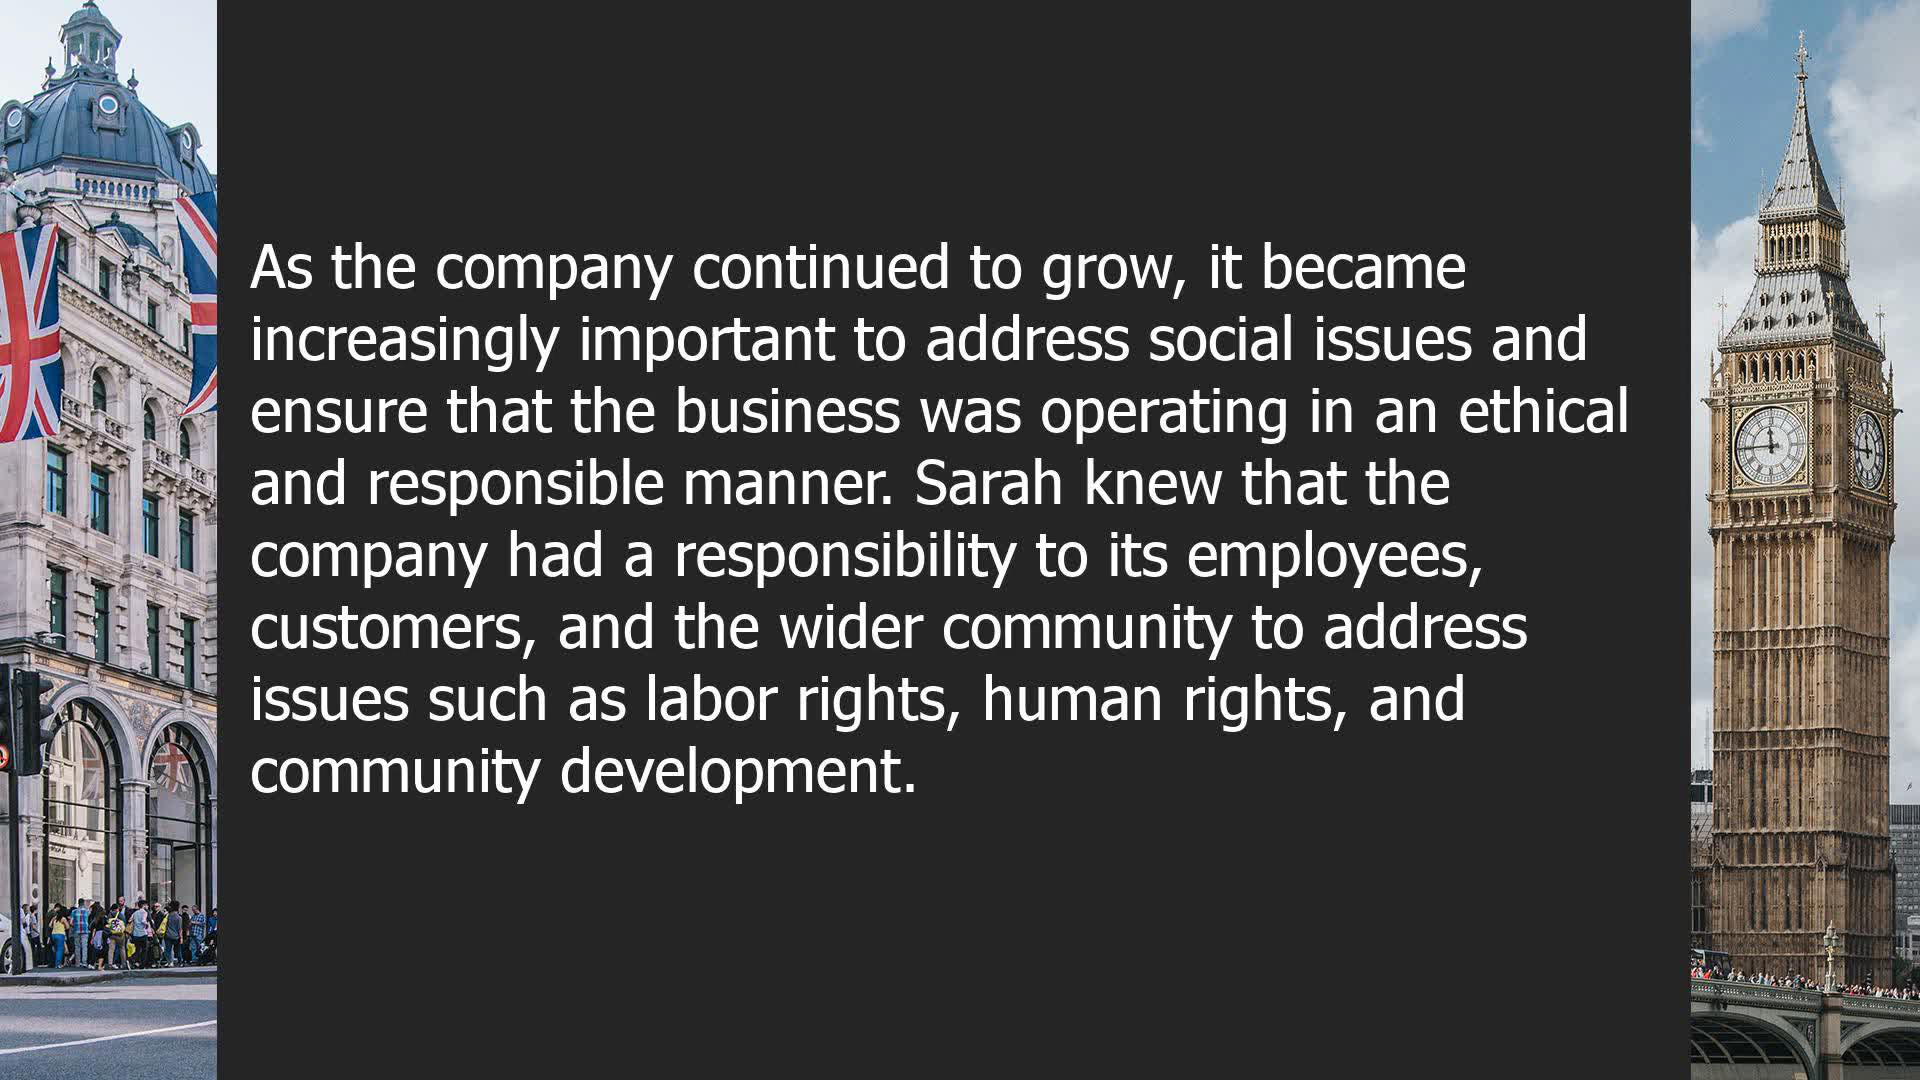 As the company continued to grow, it became
increasingly important to address social issues and
ensure that the business was operating in an ethical
and responsible manner. Sarah knew that the
company had a responsibility to its employees,
customers, and the wider community to address
issues such as labor rights, human rights, and
community development.